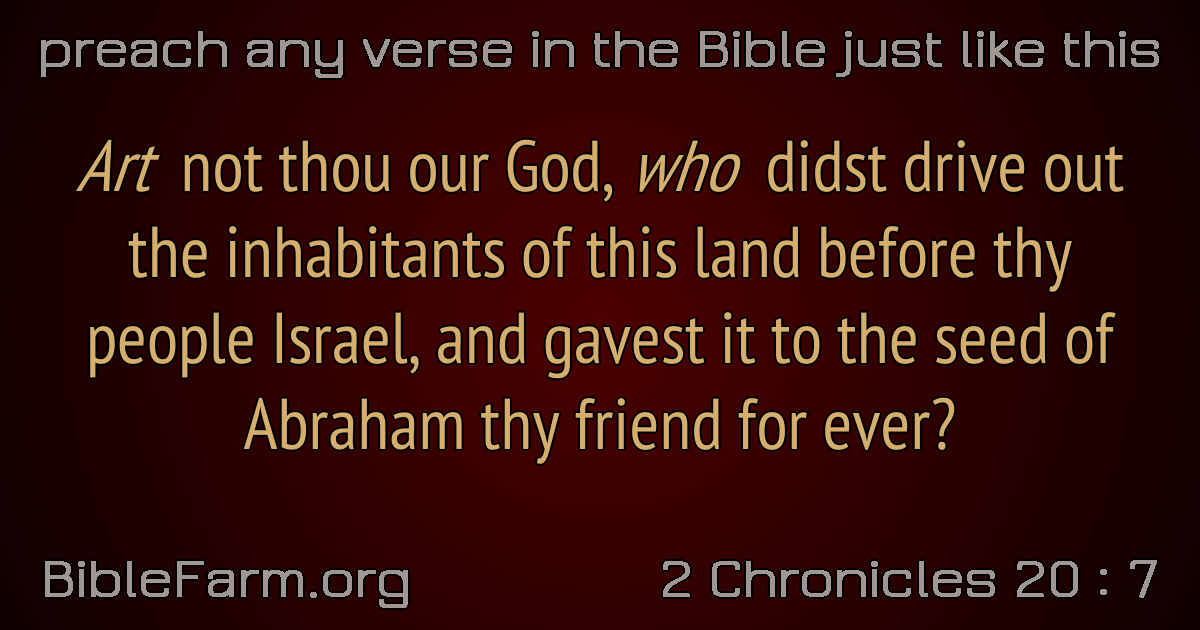 preach any verse in the Bible just like this
Art not thou our God, who didst drive out
the inhabitants of this land before thy
people Israel, and gavest it to the seed of
Abraham thy friend for ever?
BibleFarm.org
2 Chronicles 20 : 7